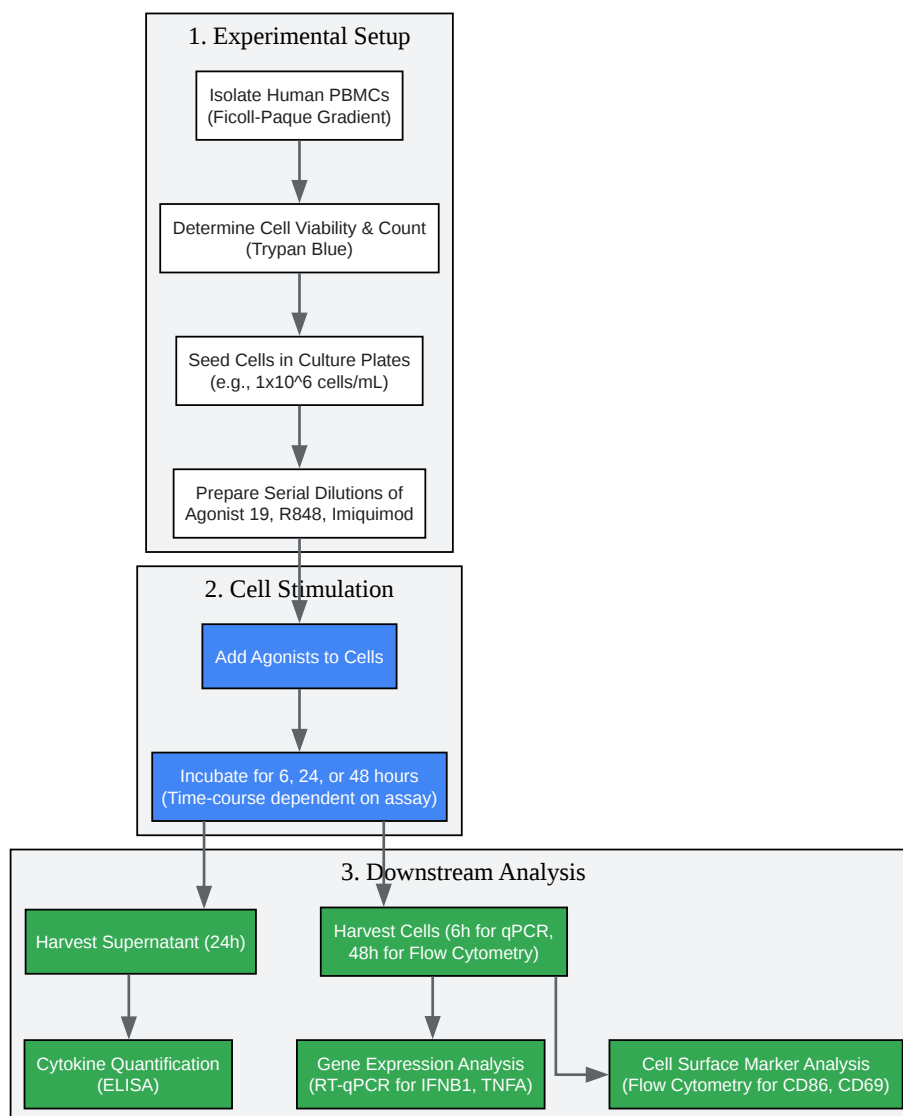 1. Experimental Setup
Isolate Human PBMCs
(Ficoll-Paque Gradient)
Determine Cell Viability & Count
(Trypan Blue)
Seed Cells in Culture Plates
(e.g., 1x10^6 cells/mL)
Prepare Serial Dilutions of
Agonist 19, R848, Imiquimod
2. Cell Stimulation
Add Agonists to Cells
Incubate for 6, 24, or 48 hours
(Time-course dependent on assay)
3. Downstream Analysis
Harvest Supernatant (24h)
Harvest Cells (6h for qPCR,
48h for Flow Cytometry)
Cytokine Quantification
(ELISA)
Gene Expression Analysis
(RT-qPCR for IFNB1, TNFA)
Cell Surface Marker Analysis
(Flow Cytometry for CD86, CD69)